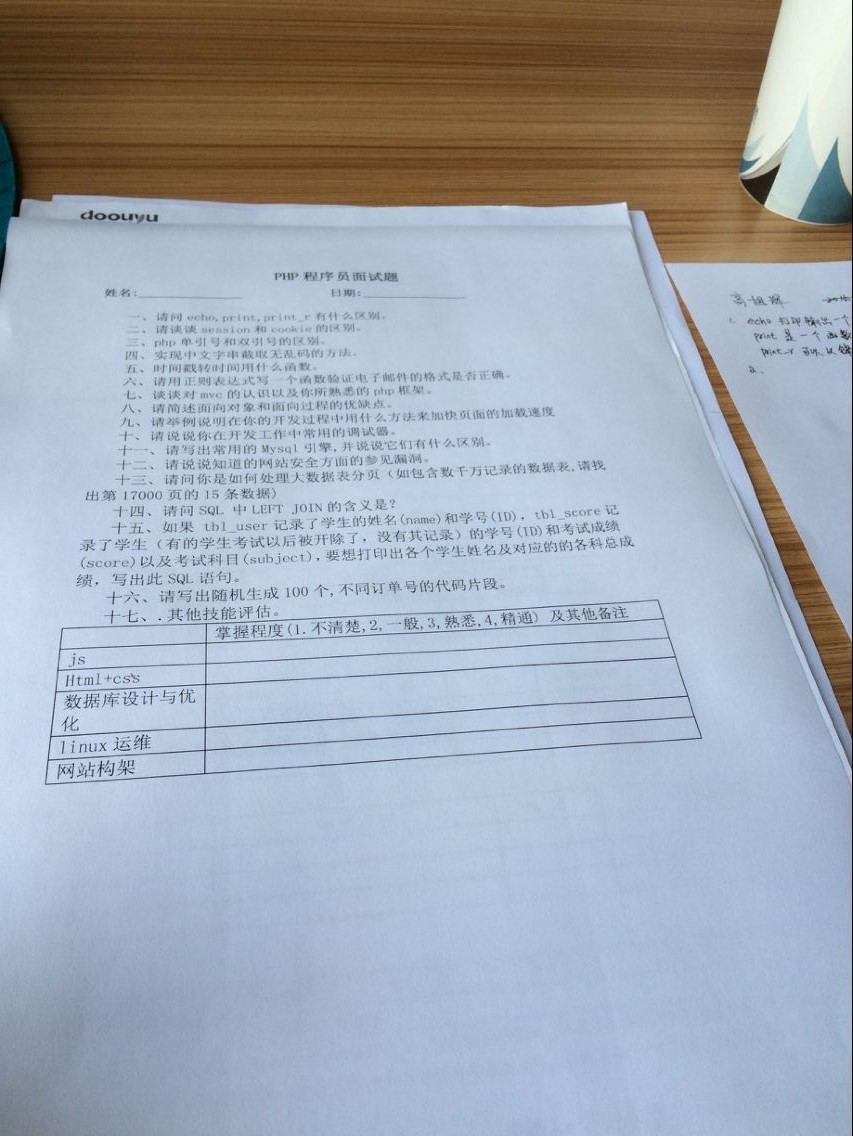 doouyu
PHP 程序员面试题
姓名:______________ 日期:______________
一、请问 echo,print,print_r 有什么区别。
二、请谈谈 session 和 cookie 的区别。
三、php 单引号和双引号的区别。
四、实现中文字串截取无乱码的方法。
五、时间戳转时间用什么函数。
六、请用正则表达式写一个函数验证电子邮件的格式是否正确。
七、谈谈对 mvc 的认识以及你所熟悉的 php 框架。
八、请简述面向对象和面向过程的优缺点。
九、请举例说明在你的开发过程中用什么方法来加快页面的加载速度
十、请说说你在开发工作中常用的调试器。
十一、请写出常用的 Mysql 引擎,并说说它们有什么区别。
十二、请说说知道的网站安全方面的参见漏洞。
十三、请问你是如何处理大数据表分页（如包含数千万记录的数据表,请找
出第 17000 页的 15 条数据)
十四、请问 SQL 中 LEFT JOIN 的含义是?
十五、如果 tbl_user 记录了学生的姓名(name)和学号(ID)，tbl_score 记
录了学生（有的学生考试以后被开除了，没有其记录）的学号(ID)和考试成绩
(score)以及考试科目(subject)，要想打印出各个学生姓名及对应的的各科总成
绩，写出此 SQL 语句。
十六、请写出随机生成 100 个,不同订单号的代码片段。
十七、.其他技能评估。
掌握程度(1.不清楚,2,一般,3,熟悉,4,精通) 及其他备注
js
Html+css
数据库设计与优
化
linux 运维
网站构架
1. echo 打印输出一个
print 是一个函数
print_r 可以
2.